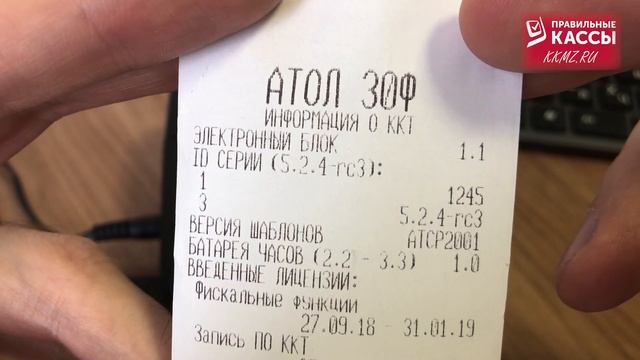 ПРАВИЛЬНЫЕ
КАССЫ
KKMZ.RU
АТОЛ 30Ф
ИНФОРМАЦИЯ О ККТ
ЭЛЕКТРОННЫЙ БЛОК 1.1
ID СЕРИИ (5.2.4-rc3):
1 1245
3 5.2.4-rc3
ВЕРСИЯ ШАБЛОНОВ ATCP2001
БАТАРЕЯ ЧАСОВ (2.2 - 3.3) 1.0
ВВЕДЕННЫЕ ЛИЦЕНЗИИ:
Фискальные функции
27.09.18 - 31.01.19
Запись ПО ККТ